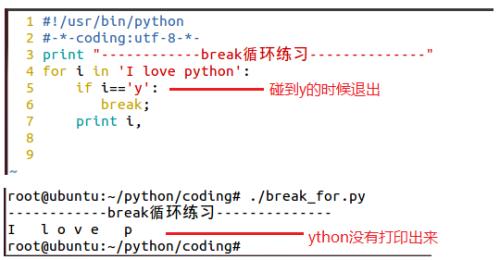 1 #!/usr/bin/python
2 #-*-coding:utf-8-*-
3 print "------------break循环练习--------------"
4 for i in 'I love python':
5     if i=='y': 碰到y的时候退出
6        break;
7     print i,
8
9
~
root@ubuntu:~/python/coding# ./break_for.py
------------break循环练习--------------
I   l o v e   p ython没有打印出来
root@ubuntu:~/python/coding#